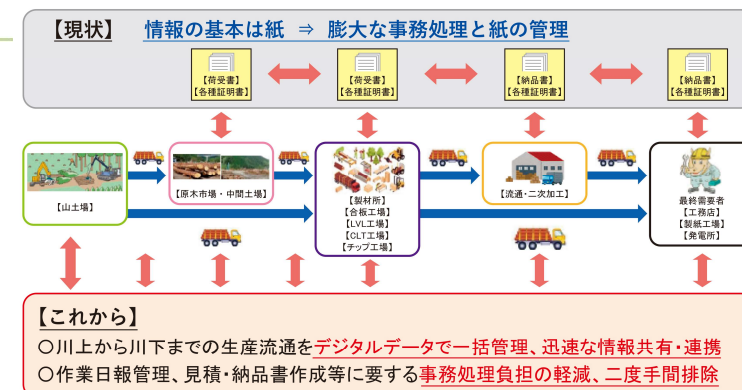 【現状】 情報の基本は紙 ⇒ 膨大な事務処理と紙の管理
【荷受書】
【各種証明書】
【荷受書】
【各種証明書】
【納品書】
【各種証明書】
【納品書】
【各種証明書】
【山土場】
【原木市場・中間土場】
【製材所】
【合板工場】
【LVL工場】
【CLT工場】
【チップ工場】
【流通・二次加工】
最終需要者
【工務店】
【製紙工場】
【発電所】
【これから】
○川上から川下までの生産流通をデジタルデータで一括管理、迅速な情報共有・連携
○作業日報管理、見積・納品書作成等に要する事務処理負担の軽減、二度手間排除